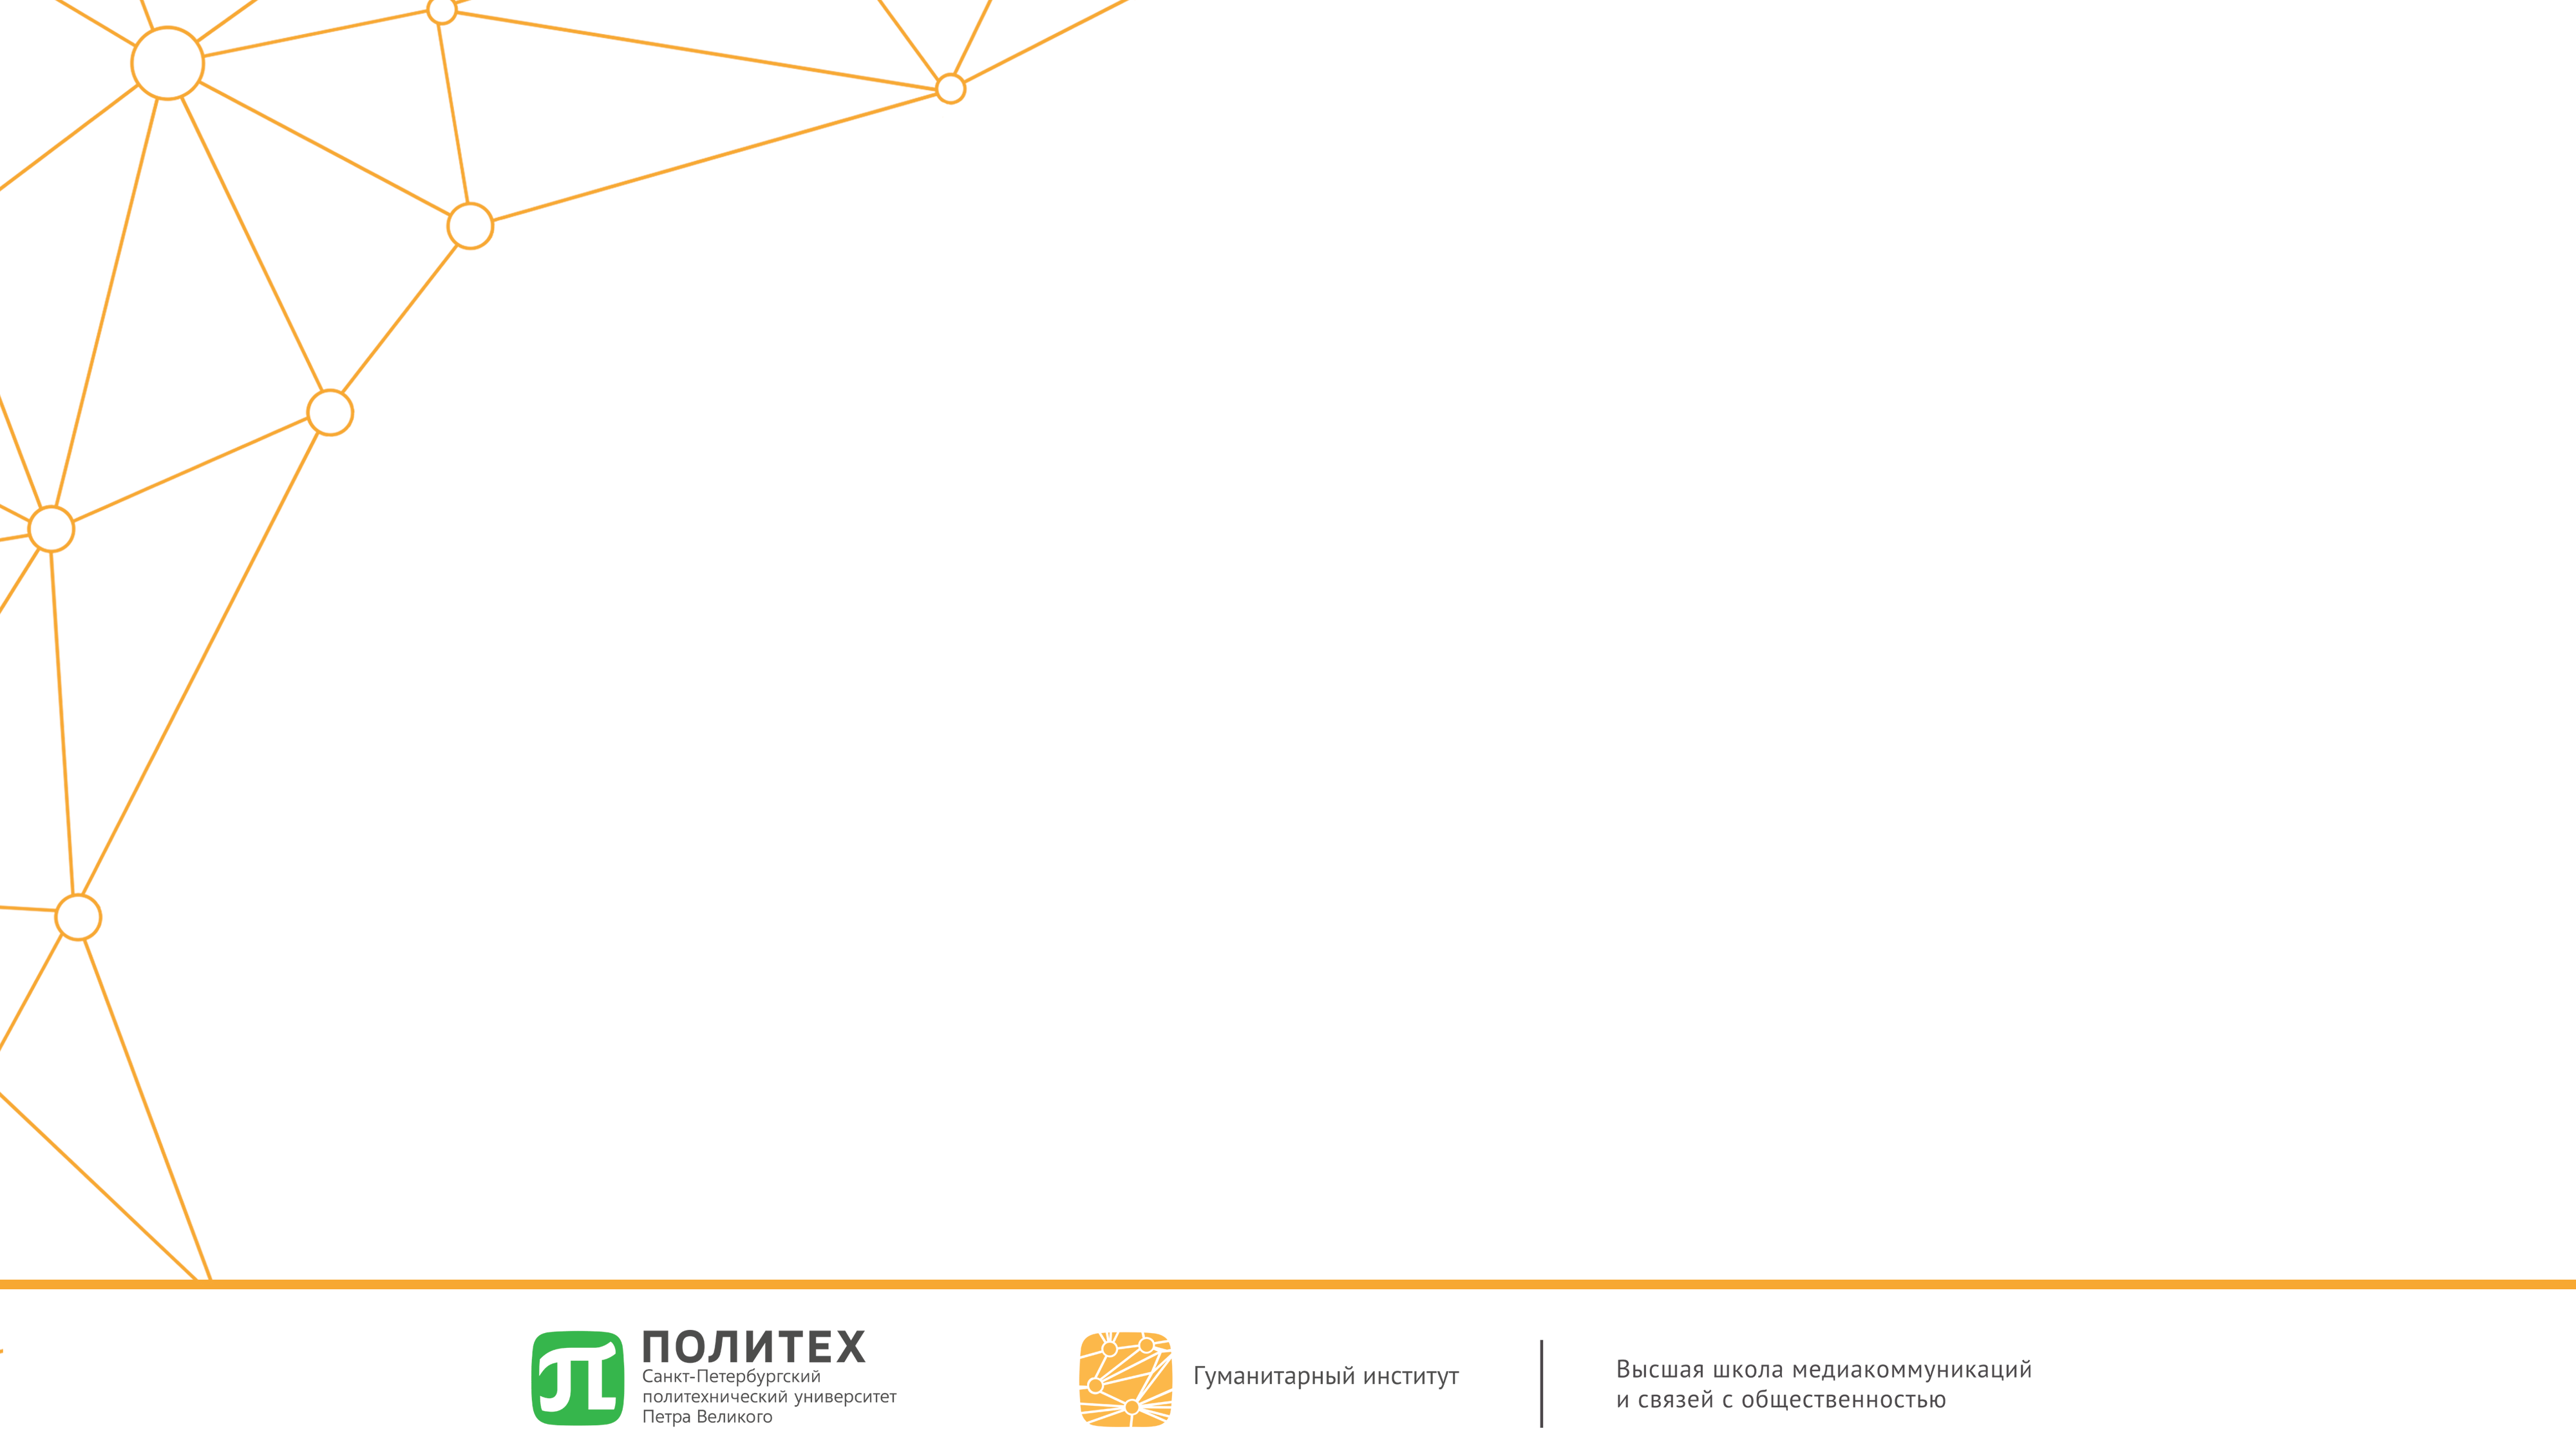 ПОЛИТЕХ
Санкт-Петербургский
политехнический университет
Петра Великого
Гуманитарный институт
Высшая школа медиакоммуникаций
и связей с общественностью